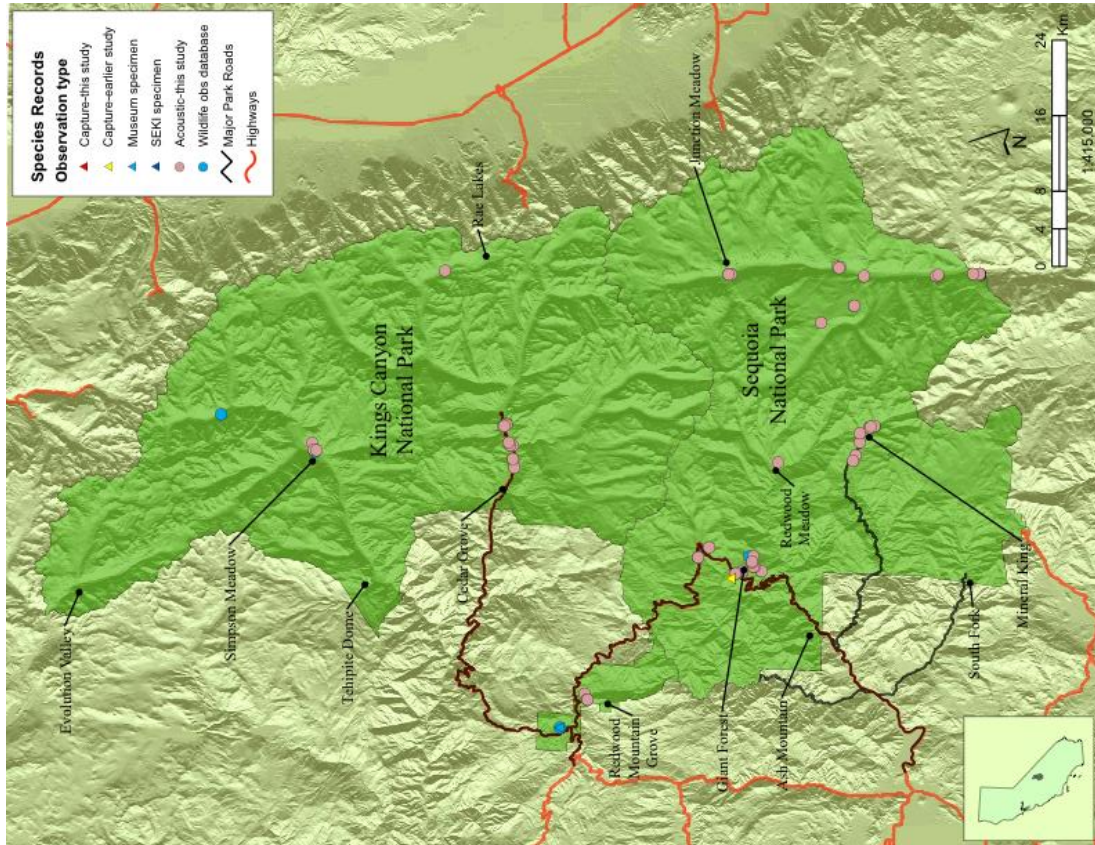 Species Records
Observation type
Capture-this study
Capture-earlier study
Museum specimen
SEKI specimen
Acoustic-this study
Wildlife obs database
Major Park Roads
Highways
Evolution Valley
Simpson Meadow
Tehipite Dome
Kings Canyon
National Park
Rae Lakes
Cedar Grove
Redwood
Mountain
Grove
Giant Forest
Ash Mountain
Redwood
Meadow
Sequoia
National Park
Junction Meadow
South Fork
Mineral King
N
0 4 8 16 24
Km
1:415,000